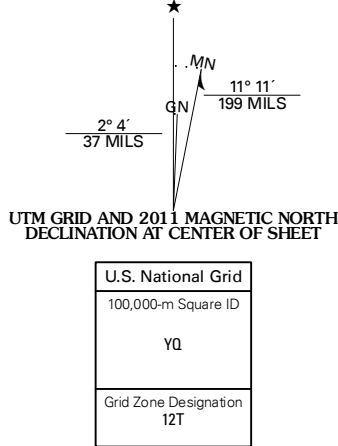 ★
MN
11° 11´
199 MILS
GN
2° 4´
37 MILS
UTM GRID AND 2011 MAGNETIC NORTH
DECLINATION AT CENTER OF SHEET
U.S. National Grid
100,000-m Square ID
YQ
Grid Zone Designation
12T